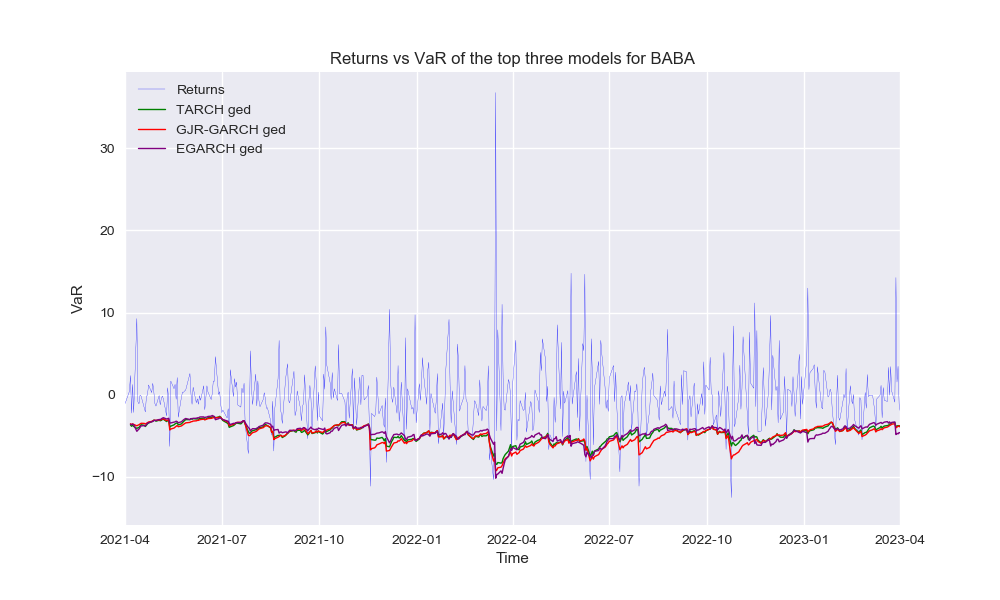 Returns vs VaR of the top three models for BABA
Returns
TARCH ged
GJR-GARCH ged
EGARCH ged
30
20
10
0
−10
VaR
2021-04 2021-07 2021-10 2022-01 2022-04 2022-07 2022-10 2023-01 2023-04
Time